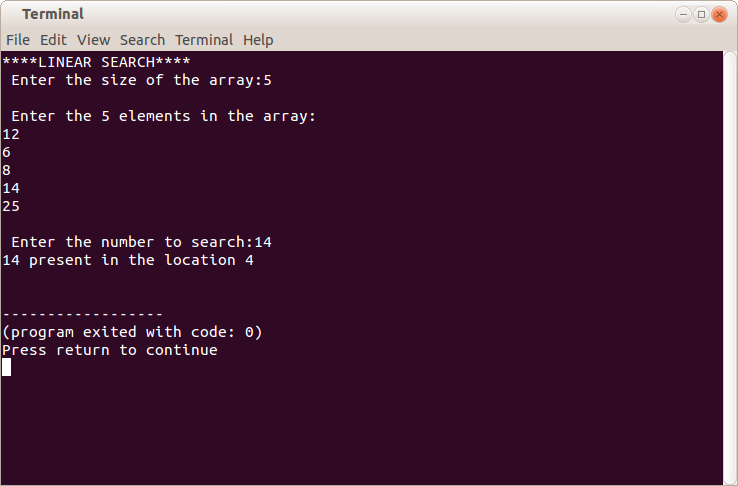 Terminal
File Edit View Search Terminal Help
****LINEAR SEARCH****
Enter the size of the array:5
Enter the 5 elements in the array:
12
6
8
14
25
Enter the number to search:14
14 present in the location 4
------------------
(program exited with code: 0)
Press return to continue